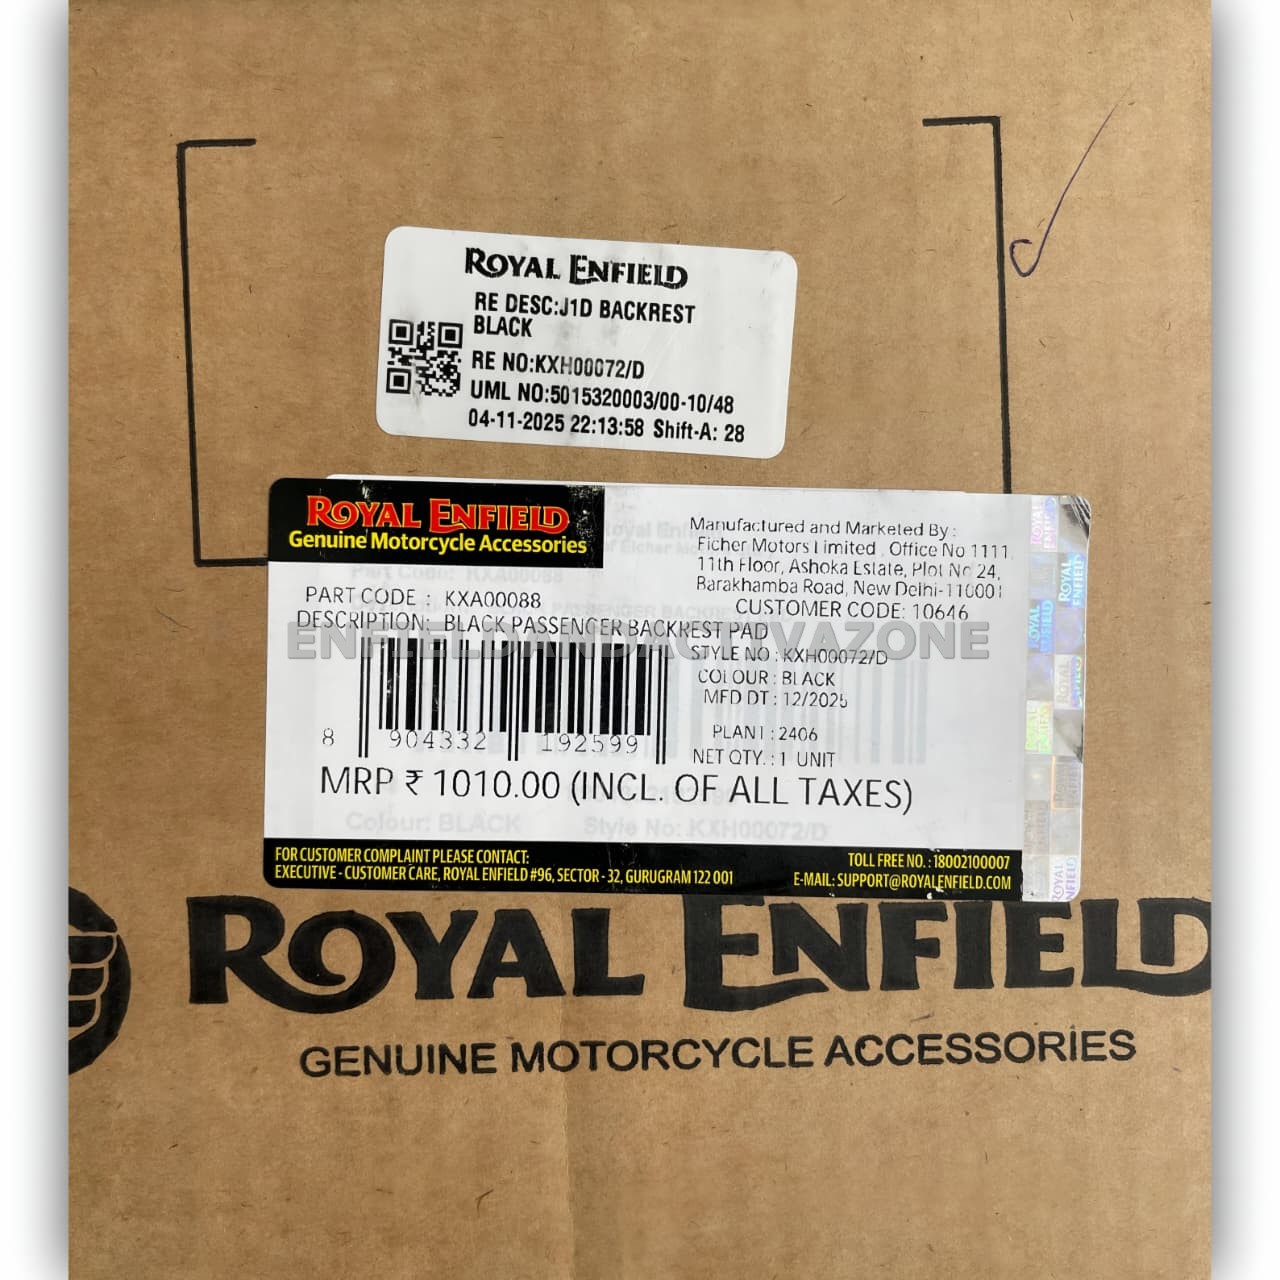 ROYAL ENFIELD
RE DESC:J1D BACKREST
BLACK
RE NO:KXH00072/D
UML NO:5015320003/00-10/48
04-11-2025 22:13:58 Shift-A: 28
ROYAL ENFIELD
Genuine Motorcycle Accessories
PART CODE : KXA00088
DESCRIPTION: BLACK PASSENGER BACKREST PAD
Manufactured and Marketed By :
Eicher Motors Limited , Office No 1111,
11th Floor, Ashoka Estate, Plot No 24,
Barakhamba Road, New Delhi-110001
CUSTOMER CODE: 10646
ENFIELDANDACTIVAZONE
STYLE NO : KXH00072/D
COLOUR : BLACK
MFD DT : 12/2025
PLANT : 2406
NET QTY. : 1 UNIT
8 904332 192599
MRP ₹ 1010.00 (INCL. OF ALL TAXES)
Colour: BLACK Style No: KXH00072/D
FOR CUSTOMER COMPLAINT PLEASE CONTACT:
EXECUTIVE - CUSTOMER CARE, ROYAL ENFIELD #96, SECTOR - 32, GURUGRAM 122 001
TOLL FREE NO. : 18002100007
E-MAIL: SUPPORT@ROYALENFIELD.COM
ROYAL ENFIELD
GENUINE MOTORCYCLE ACCESSORIES